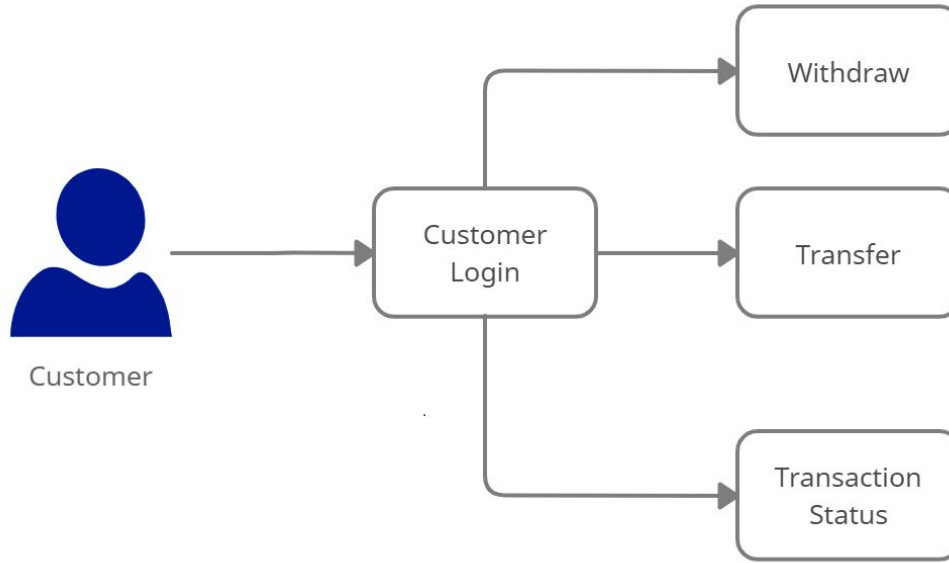 Withdraw
Customer
Login
Transfer
Customer
Transaction
Status